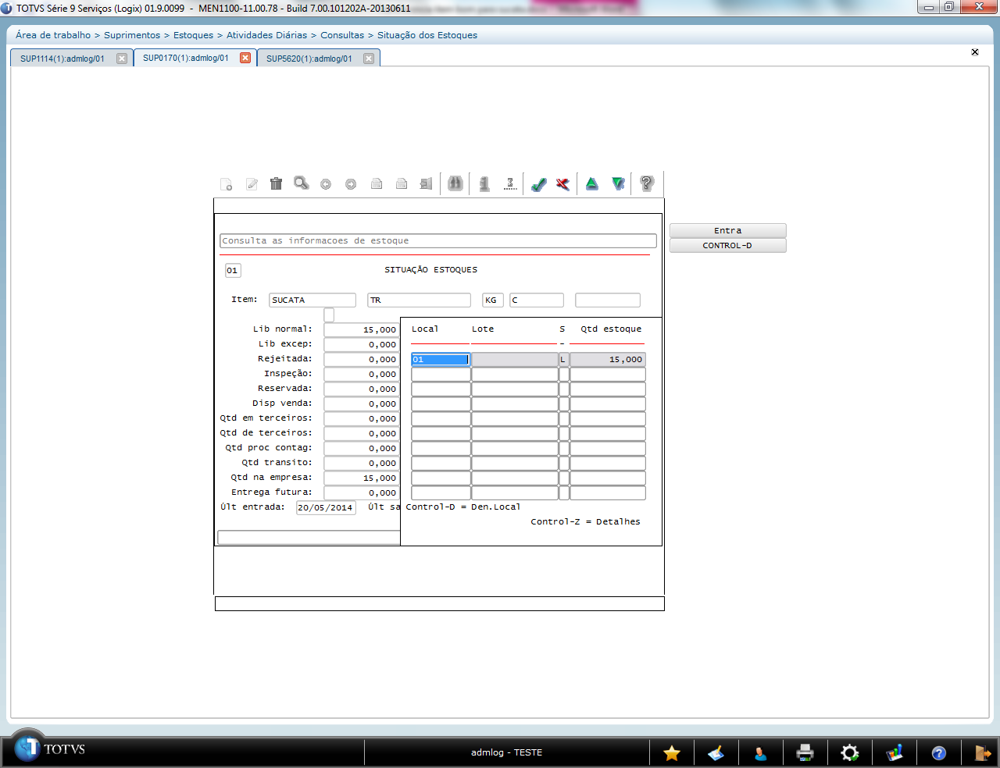 TOTVS Série 9 Serviços (Logix) 01.9.0099 - MEN1100-11.00.78 - Build 7.00.101202A-20130611
Área de trabalho > Suprimentos > Estoques > Atividades Diárias > Consultas > Situação dos Estoques
SUP1114(1):admlog/01 SUP0170(1):admlog/01 SUP5620(1):admlog/01
Entra
CONTROL-D
Consulta as informacoes de estoque
01 SITUAÇÃO ESTOQUES
Item: SUCATA TR KG C
Lib normal: 15,000
Lib excep: 0,000
Rejeitada: 0,000
Inspeção: 0,000
Reservada: 0,000
Disp venda: 0,000
Qtd em terceiros: 0,000
Qtd de terceiros: 0,000
Qtd proc contag: 0,000
Qtd transito: 0,000
Qtd na empresa: 15,000
Entrega futura: 0,000
Últ entrada: 20/05/2014 Últ sa
Local Lote S Qtd estoque
-
01 L 15,000
Control-D = Den.Local
Control-Z = Detalhes
TOTVS
admlog - TESTE